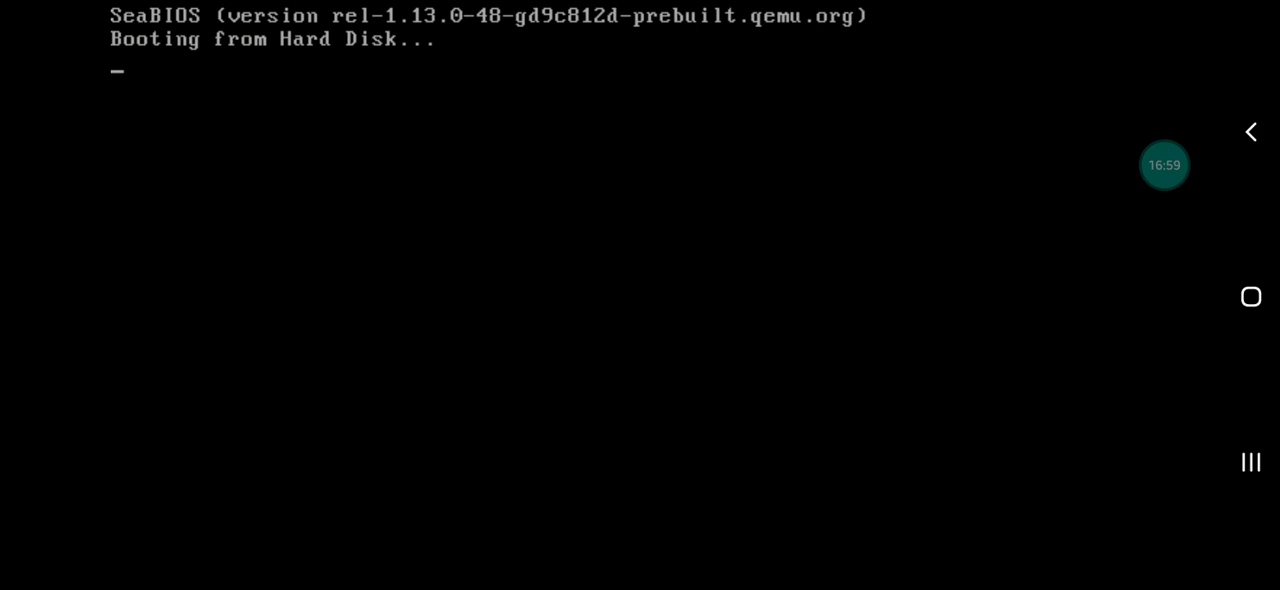 SeaBIOS (version rel-1.13.0-48-gd9c812d-prebuilt.qemu.org)
Booting from Hard Disk...
16:59